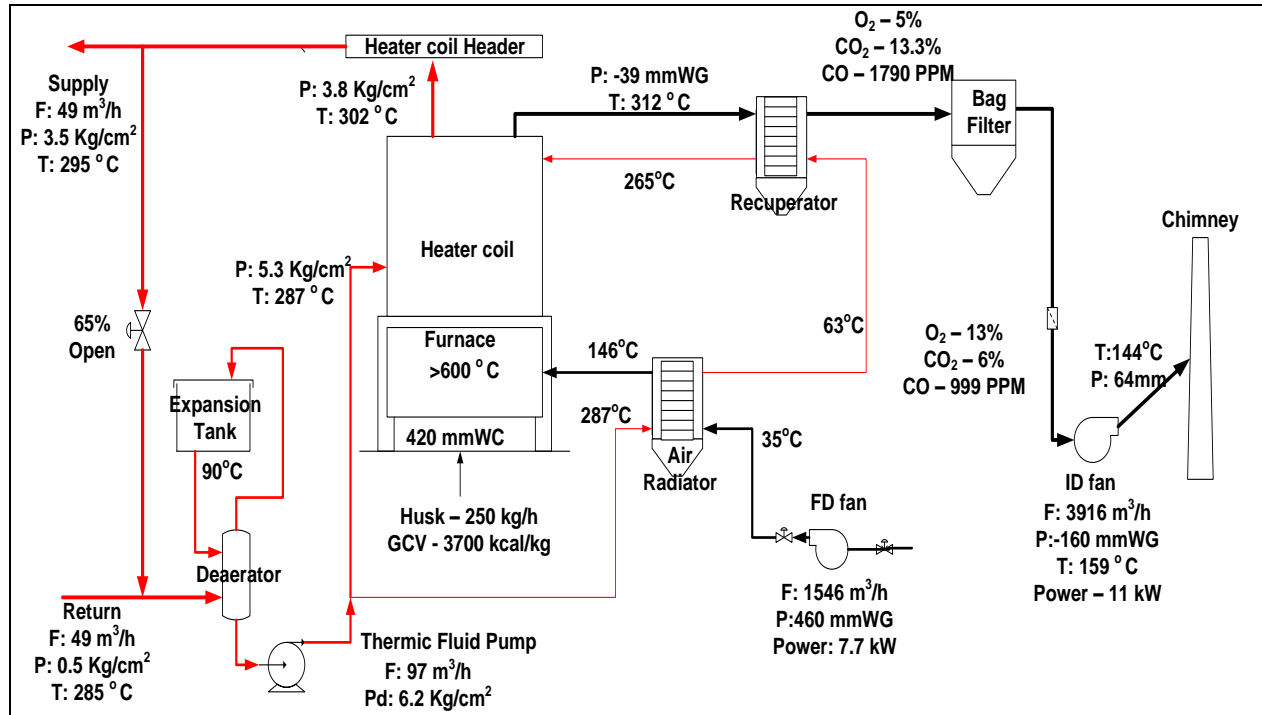 Heater coil Header
Supply
F: 49 m³/h
P: 3.5 Kg/cm²
T: 295 °C
P: 3.8 Kg/cm²
T: 302 °C
P: -39 mmWG
T: 312 °C
O₂ – 5%
CO₂ – 13.3%
CO – 1790 PPM
Bag
Filter
265°C
Recuperator
Chimney
Heater coil
P: 5.3 Kg/cm²
T: 287 °C
65%
Open
Furnace
>600 °C
146°C
63°C
O₂ – 13%
CO₂ – 6%
CO – 999 PPM
T:144°C
P: 64mm
Expansion
Tank
90°C
420 mmWC
287°C
35°C
Air
Radiator
Husk – 250 kg/h
GCV - 3700 kcal/kg
FD fan
F: 1546 m³/h
P:460 mmWG
Power: 7.7 kW
ID fan
F: 3916 m³/h
P:-160 mmWG
T: 159 °C
Power – 11 kW
Deaerator
Return
F: 49 m³/h
P: 0.5 Kg/cm²
T: 285 °C
Thermic Fluid Pump
F: 97 m³/h
Pd: 6.2 Kg/cm²